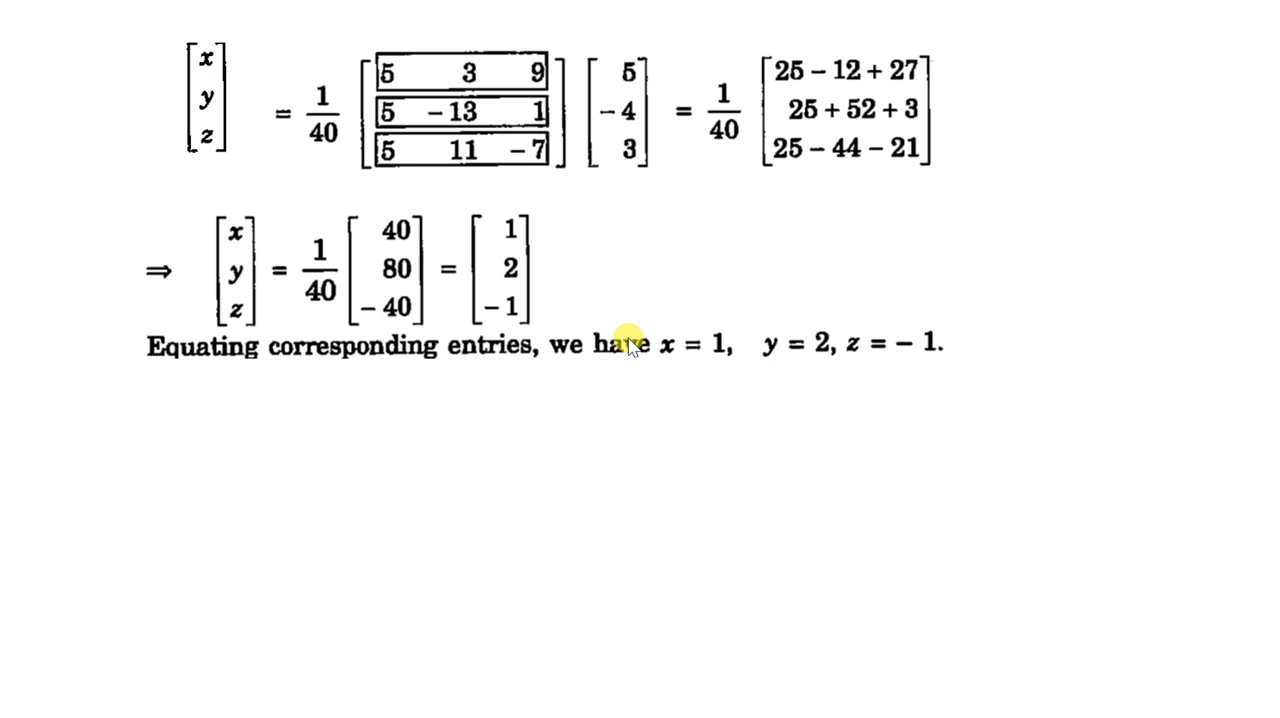 [x y z] = 1/40 [5 3 9; 5 −13 1; 5 11 −7] [5; −4; 3] = 1/40 [25 − 12 + 27; 25 + 52 + 3; 25 − 44 − 21]
⇒ [x y z] = 1/40 [40; 80; −40] = [1; 2; −1]
Equating corresponding entries, we have x = 1, y = 2, z = − 1.